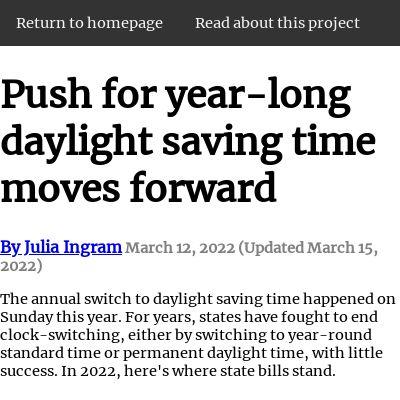 Return to homepage Read about this project
Push for year-long
daylight saving time
moves forward
By Julia Ingram March 12, 2022 (Updated March 15,
2022)
The annual switch to daylight saving time happened on
Sunday this year. For years, states have fought to end
clock-switching, either by switching to year-round
standard time or permanent daylight time, with little
success. In 2022, here's where state bills stand.